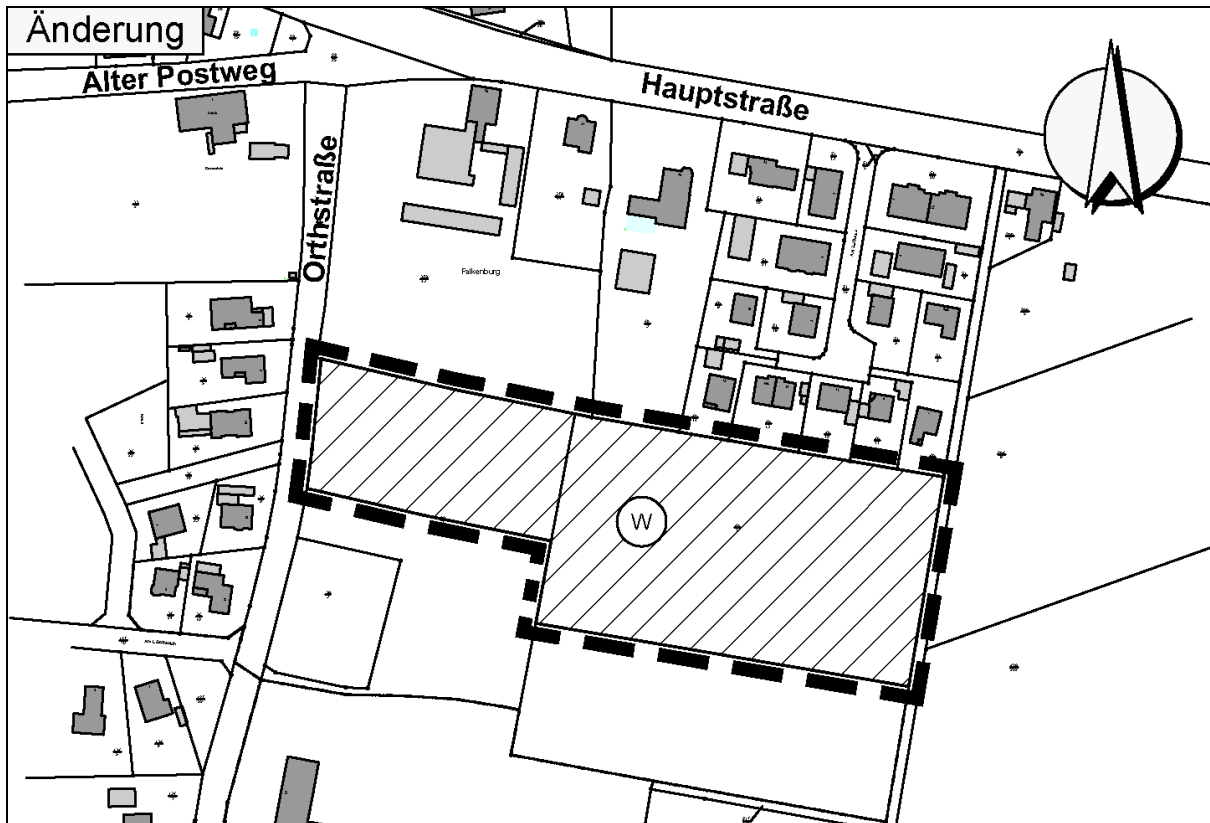 Änderung
Alter Postweg
Hauptstraße
Orthstraße
Falkenburg
W